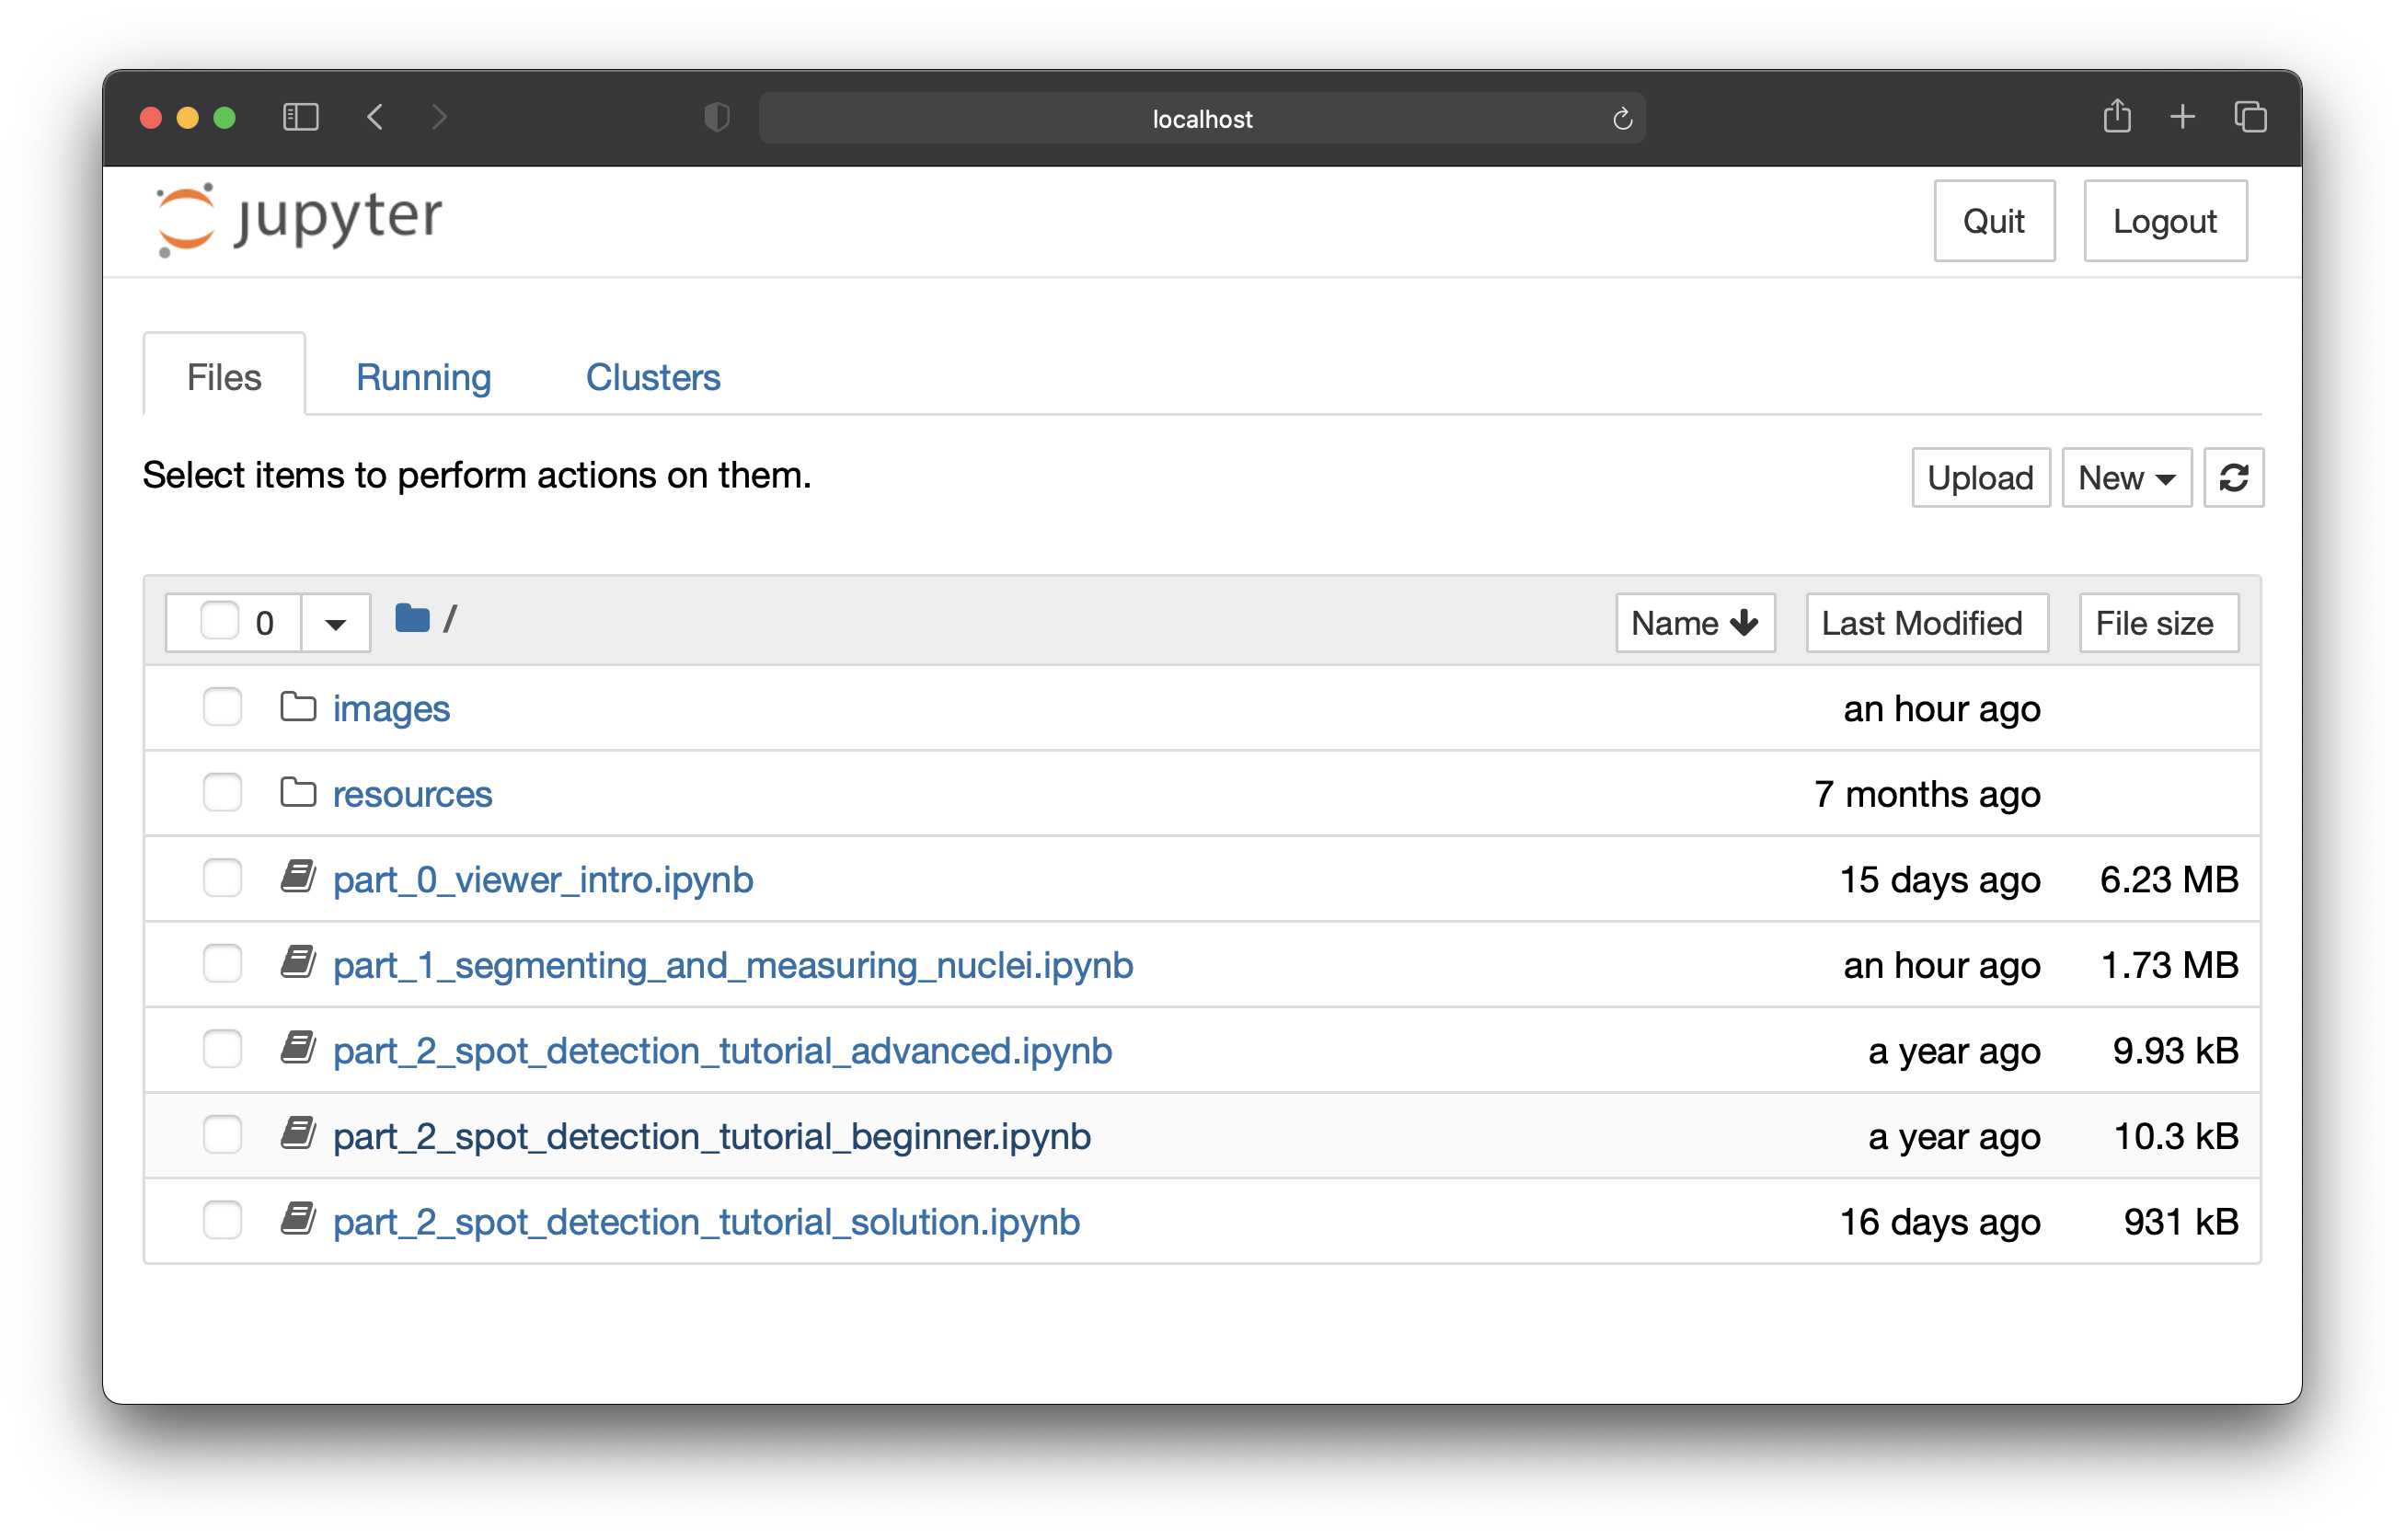 localhost
jupyter
Quit Logout
Files Running Clusters
Select items to perform actions on them.
Upload New
0 / Name Last Modified File size
images an hour ago
resources 7 months ago
part_0_viewer_intro.ipynb 15 days ago 6.23 MB
part_1_segmenting_and_measuring_nuclei.ipynb an hour ago 1.73 MB
part_2_spot_detection_tutorial_advanced.ipynb a year ago 9.93 kB
part_2_spot_detection_tutorial_beginner.ipynb a year ago 10.3 kB
part_2_spot_detection_tutorial_solution.ipynb 16 days ago 931 kB